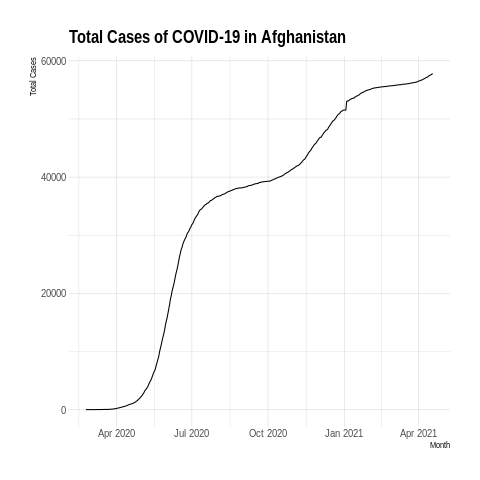 Total Cases of COVID-19 in Afghanistan
Total Cases
60000
40000
20000
0
Apr 2020
Jul 2020
Oct 2020
Jan 2021
Apr 2021
Month